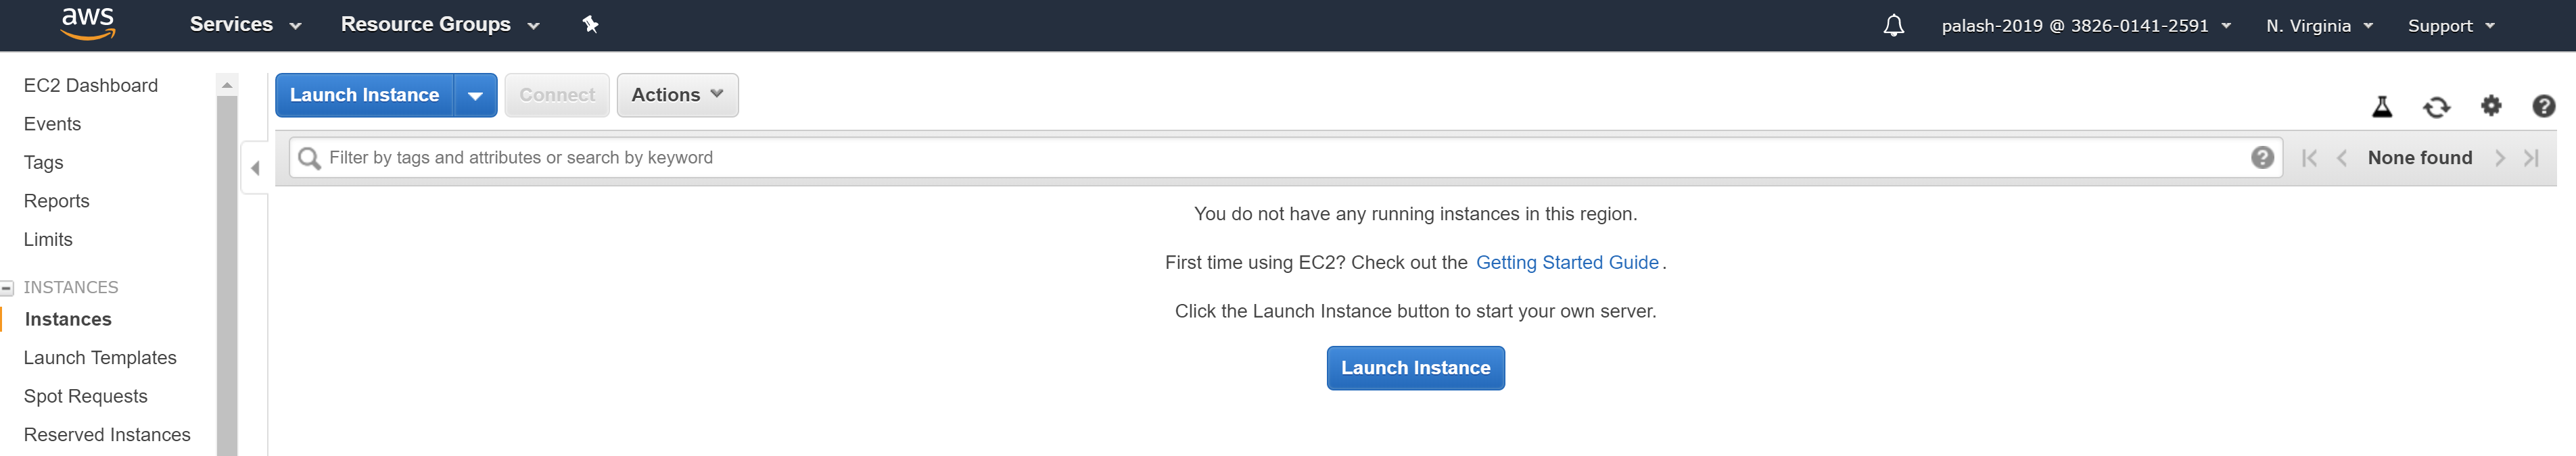 aws Services Resource Groups palash-2019 @ 3826-0141-2591 N. Virginia Support
EC2 Dashboard
Events
Tags
Reports
Limits
INSTANCES
Instances
Launch Templates
Spot Requests
Reserved Instances
Launch Instance Connect Actions
Filter by tags and attributes or search by keyword None found
You do not have any running instances in this region.
First time using EC2? Check out the Getting Started Guide.
Click the Launch Instance button to start your own server.
Launch Instance